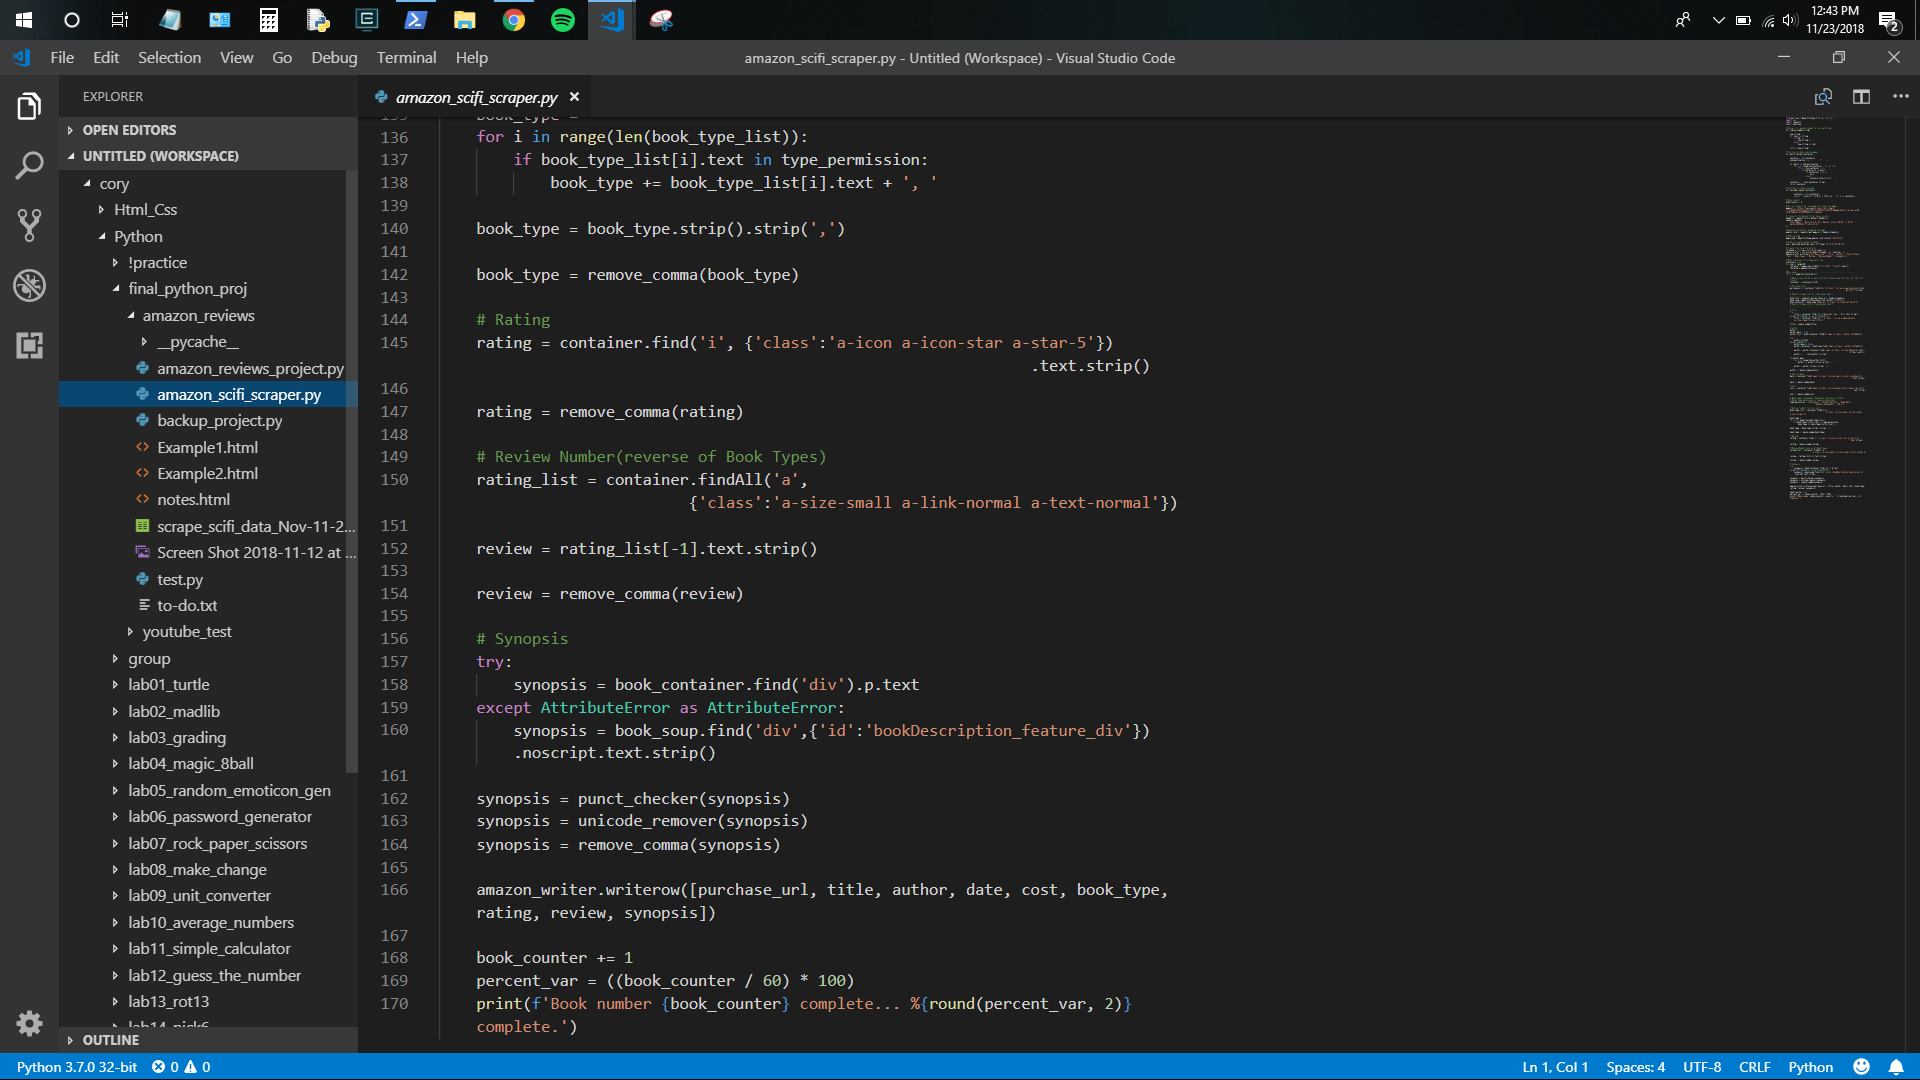 12:43 PM
11/23/2018
2
File Edit Selection View Go Debug Terminal Help
amazon_scifi_scraper.py - Untitled (Workspace) - Visual Studio Code
EXPLORER
OPEN EDITORS
UNTITLED (WORKSPACE)
cory
Html_Css
Python
!practice
final_python_proj
amazon_reviews
__pycache__
amazon_reviews_project.py
amazon_scifi_scraper.py
backup_project.py
Example1.html
Example2.html
notes.html
scrape_scifi_data_Nov-11-2...
Screen Shot 2018-11-12 at ...
test.py
to-do.txt
youtube_test
group
lab01_turtle
lab02_madlib
lab03_grading
lab04_magic_8ball
lab05_random_emoticon_gen
lab06_password_generator
lab07_rock_paper_scissors
lab08_make_change
lab09_unit_converter
lab10_average_numbers
lab11_simple_calculator
lab12_guess_the_number
lab13_rot13
lab14_pick6
OUTLINE
amazon_scifi_scraper.py
135 book_type =
136 for i in range(len(book_type_list)):
137 if book_type_list[i].text in type_permission:
138 book_type += book_type_list[i].text + ', '
139
140 book_type = book_type.strip().strip(',')
141
142 book_type = remove_comma(book_type)
143
144 # Rating
145 rating = container.find('i', {'class':'a-icon a-icon-star a-star-5'})
.text.strip()
146
147 rating = remove_comma(rating)
148
149 # Review Number(reverse of Book Types)
150 rating_list = container.findAll('a',
{'class':'a-size-small a-link-normal a-text-normal'})
151
152 review = rating_list[-1].text.strip()
153
154 review = remove_comma(review)
155
156 # Synopsis
157 try:
158 synopsis = book_container.find('div').p.text
159 except AttributeError as AttributeError:
160 synopsis = book_soup.find('div',{'id':'bookDescription_feature_div'})
.noscript.text.strip()
161
162 synopsis = punct_checker(synopsis)
163 synopsis = unicode_remover(synopsis)
164 synopsis = remove_comma(synopsis)
165
166 amazon_writer.writerow([purchase_url, title, author, date, cost, book_type,
rating, review, synopsis])
167
168 book_counter += 1
169 percent_var = ((book_counter / 60) * 100)
170 print(f'Book number {book_counter} complete... %{round(percent_var, 2)}
complete.')
Python 3.7.0 32-bit 0 0
Ln 1, Col 1 Spaces: 4 UTF-8 CRLF Python